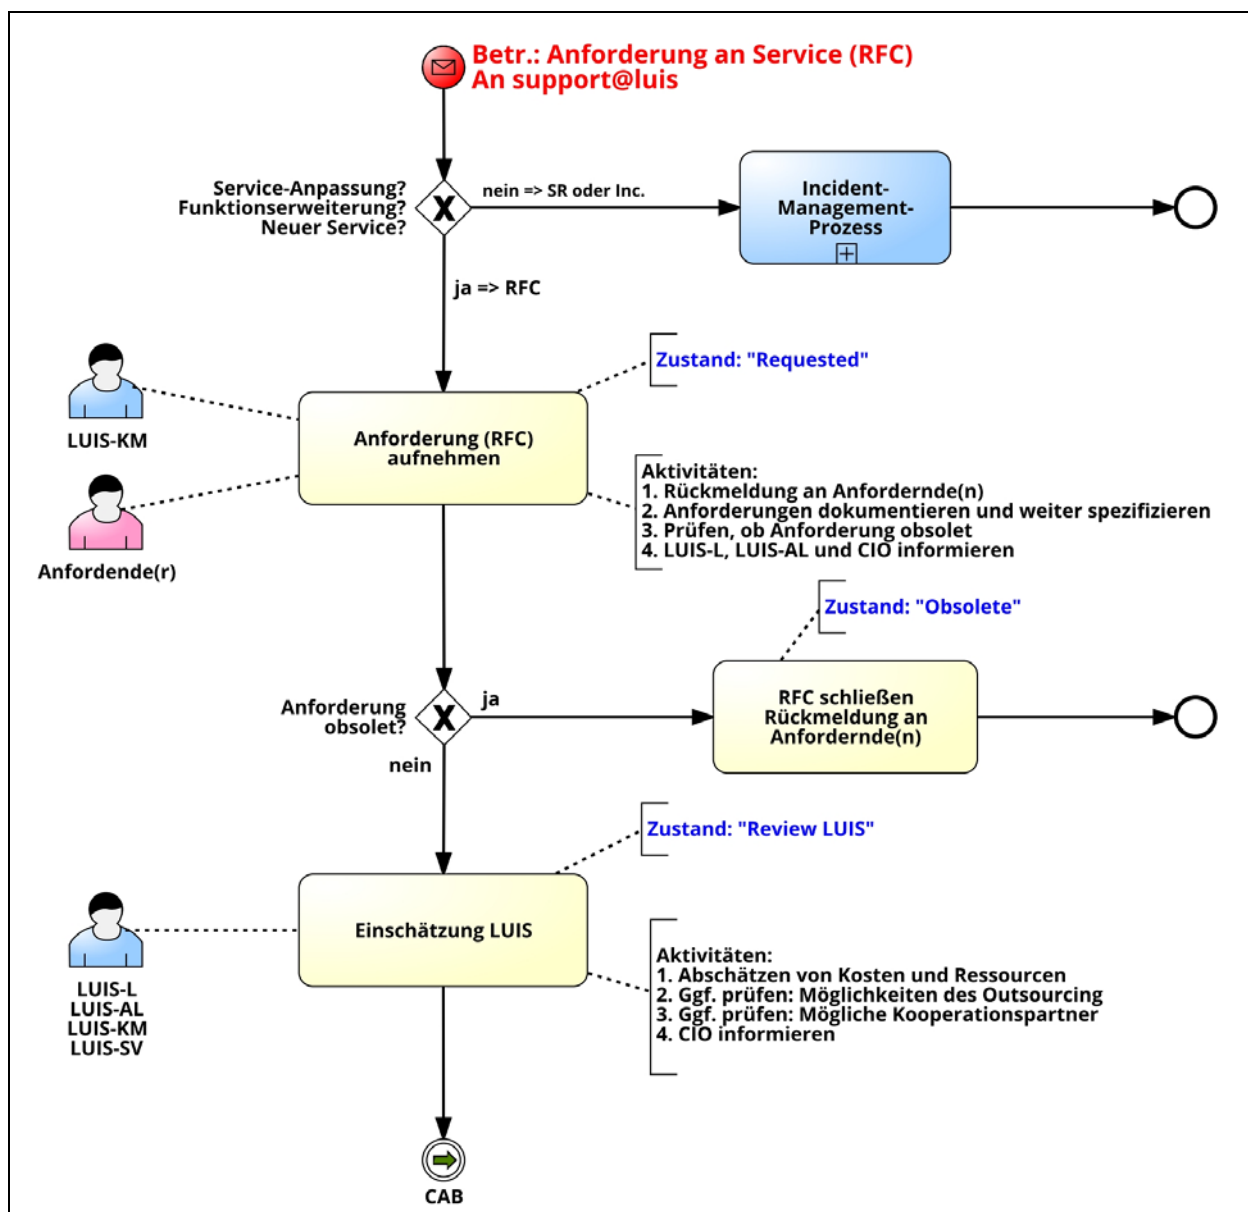 Betr.: Anforderung an Service (RFC)
An support@luis
Service-Anpassung?
Funktionserweiterung?
Neuer Service?
nein => SR oder Inc.
Incident-
Management-
Prozess
ja => RFC
Zustand: "Requested"
LUIS-KM
Anforderung (RFC)
aufnehmen
Anfordende(r)
Aktivitäten:
1. Rückmeldung an Anfordernde(n)
2. Anforderungen dokumentieren und weiter spezifizieren
3. Prüfen, ob Anforderung obsolet
4. LUIS-L, LUIS-AL und CIO informieren
Zustand: "Obsolete"
Anforderung
obsolet?
ja
RFC schließen
Rückmeldung an
Anfordernde(n)
nein
Zustand: "Review LUIS"
Einschätzung LUIS
LUIS-L
LUIS-AL
LUIS-KM
LUIS-SV
Aktivitäten:
1. Abschätzen von Kosten und Ressourcen
2. Ggf. prüfen: Möglichkeiten des Outsourcing
3. Ggf. prüfen: Mögliche Kooperationspartner
4. CIO informieren
CAB